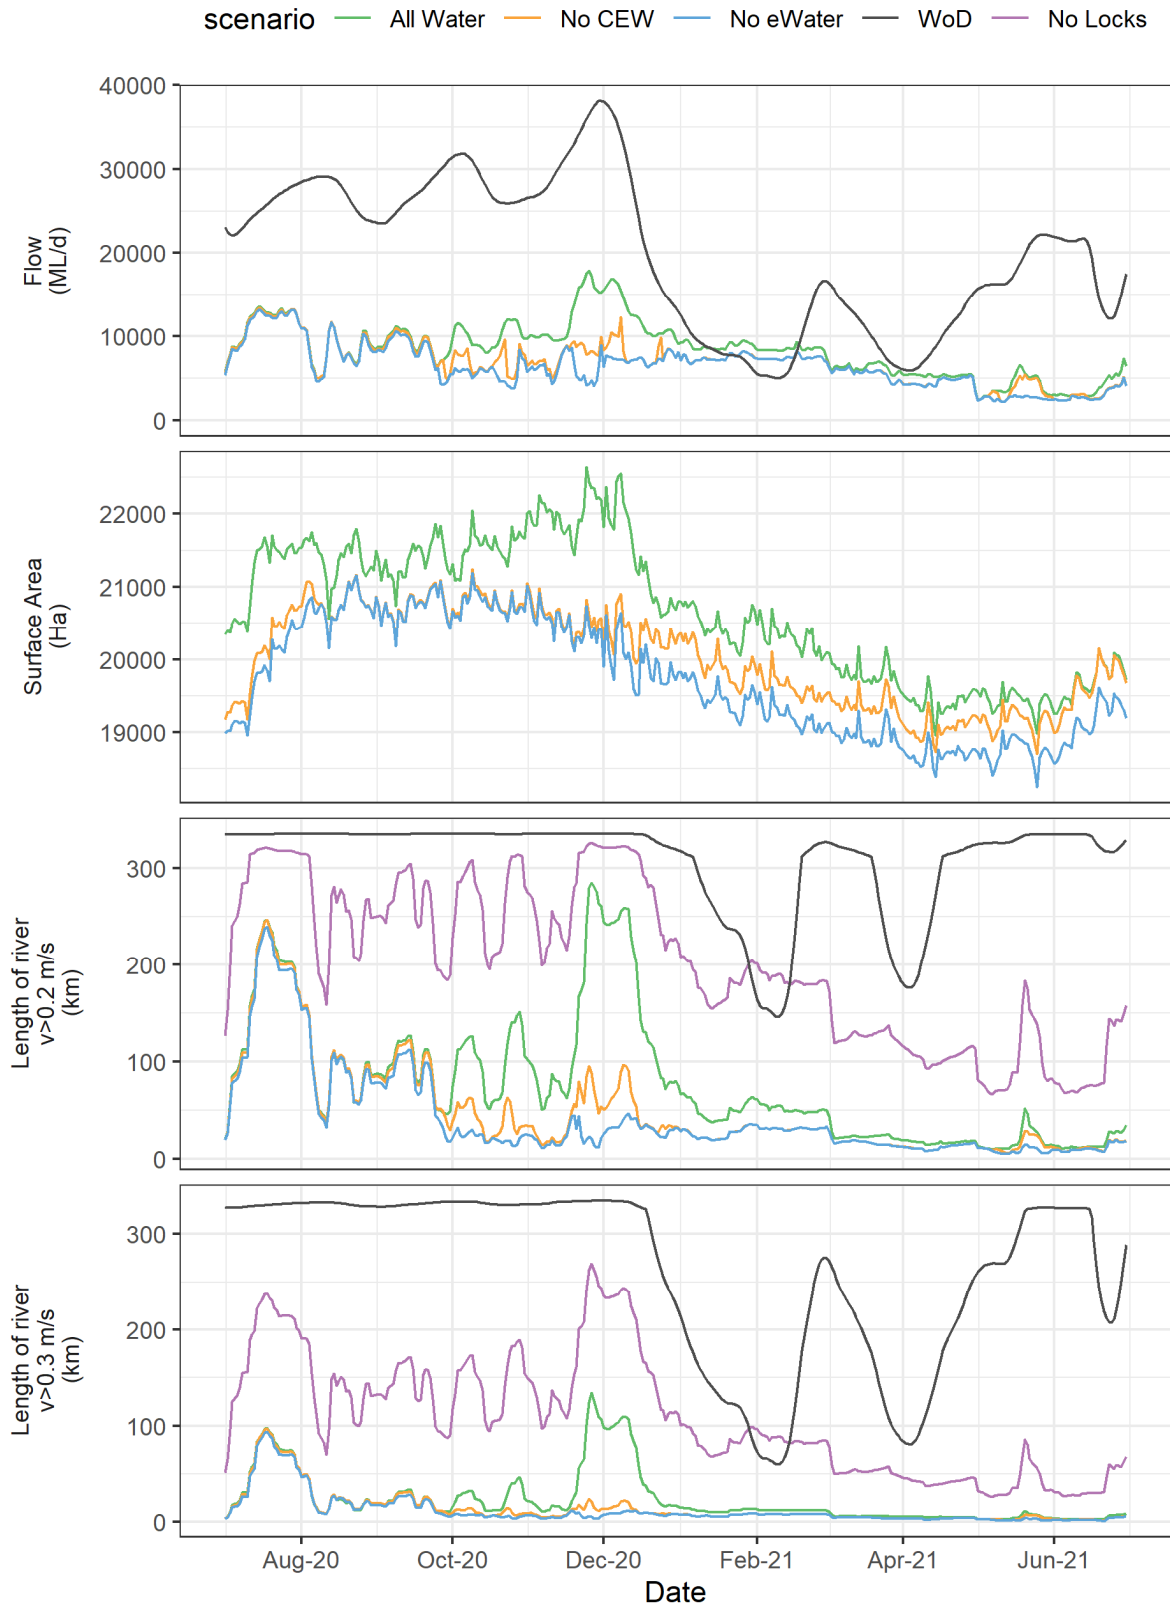 scenario All Water No CEW No eWater WoD No Locks
Flow
(ML/d)
40000
30000
20000
10000
0
Surface Area
(Ha)
22000
21000
20000
19000
Length of river
v>0.2 m/s
(km)
300
200
100
0
Length of river
v>0.3 m/s
(km)
300
200
100
0
Aug-20 Oct-20 Dec-20 Feb-21 Apr-21 Jun-21
Date